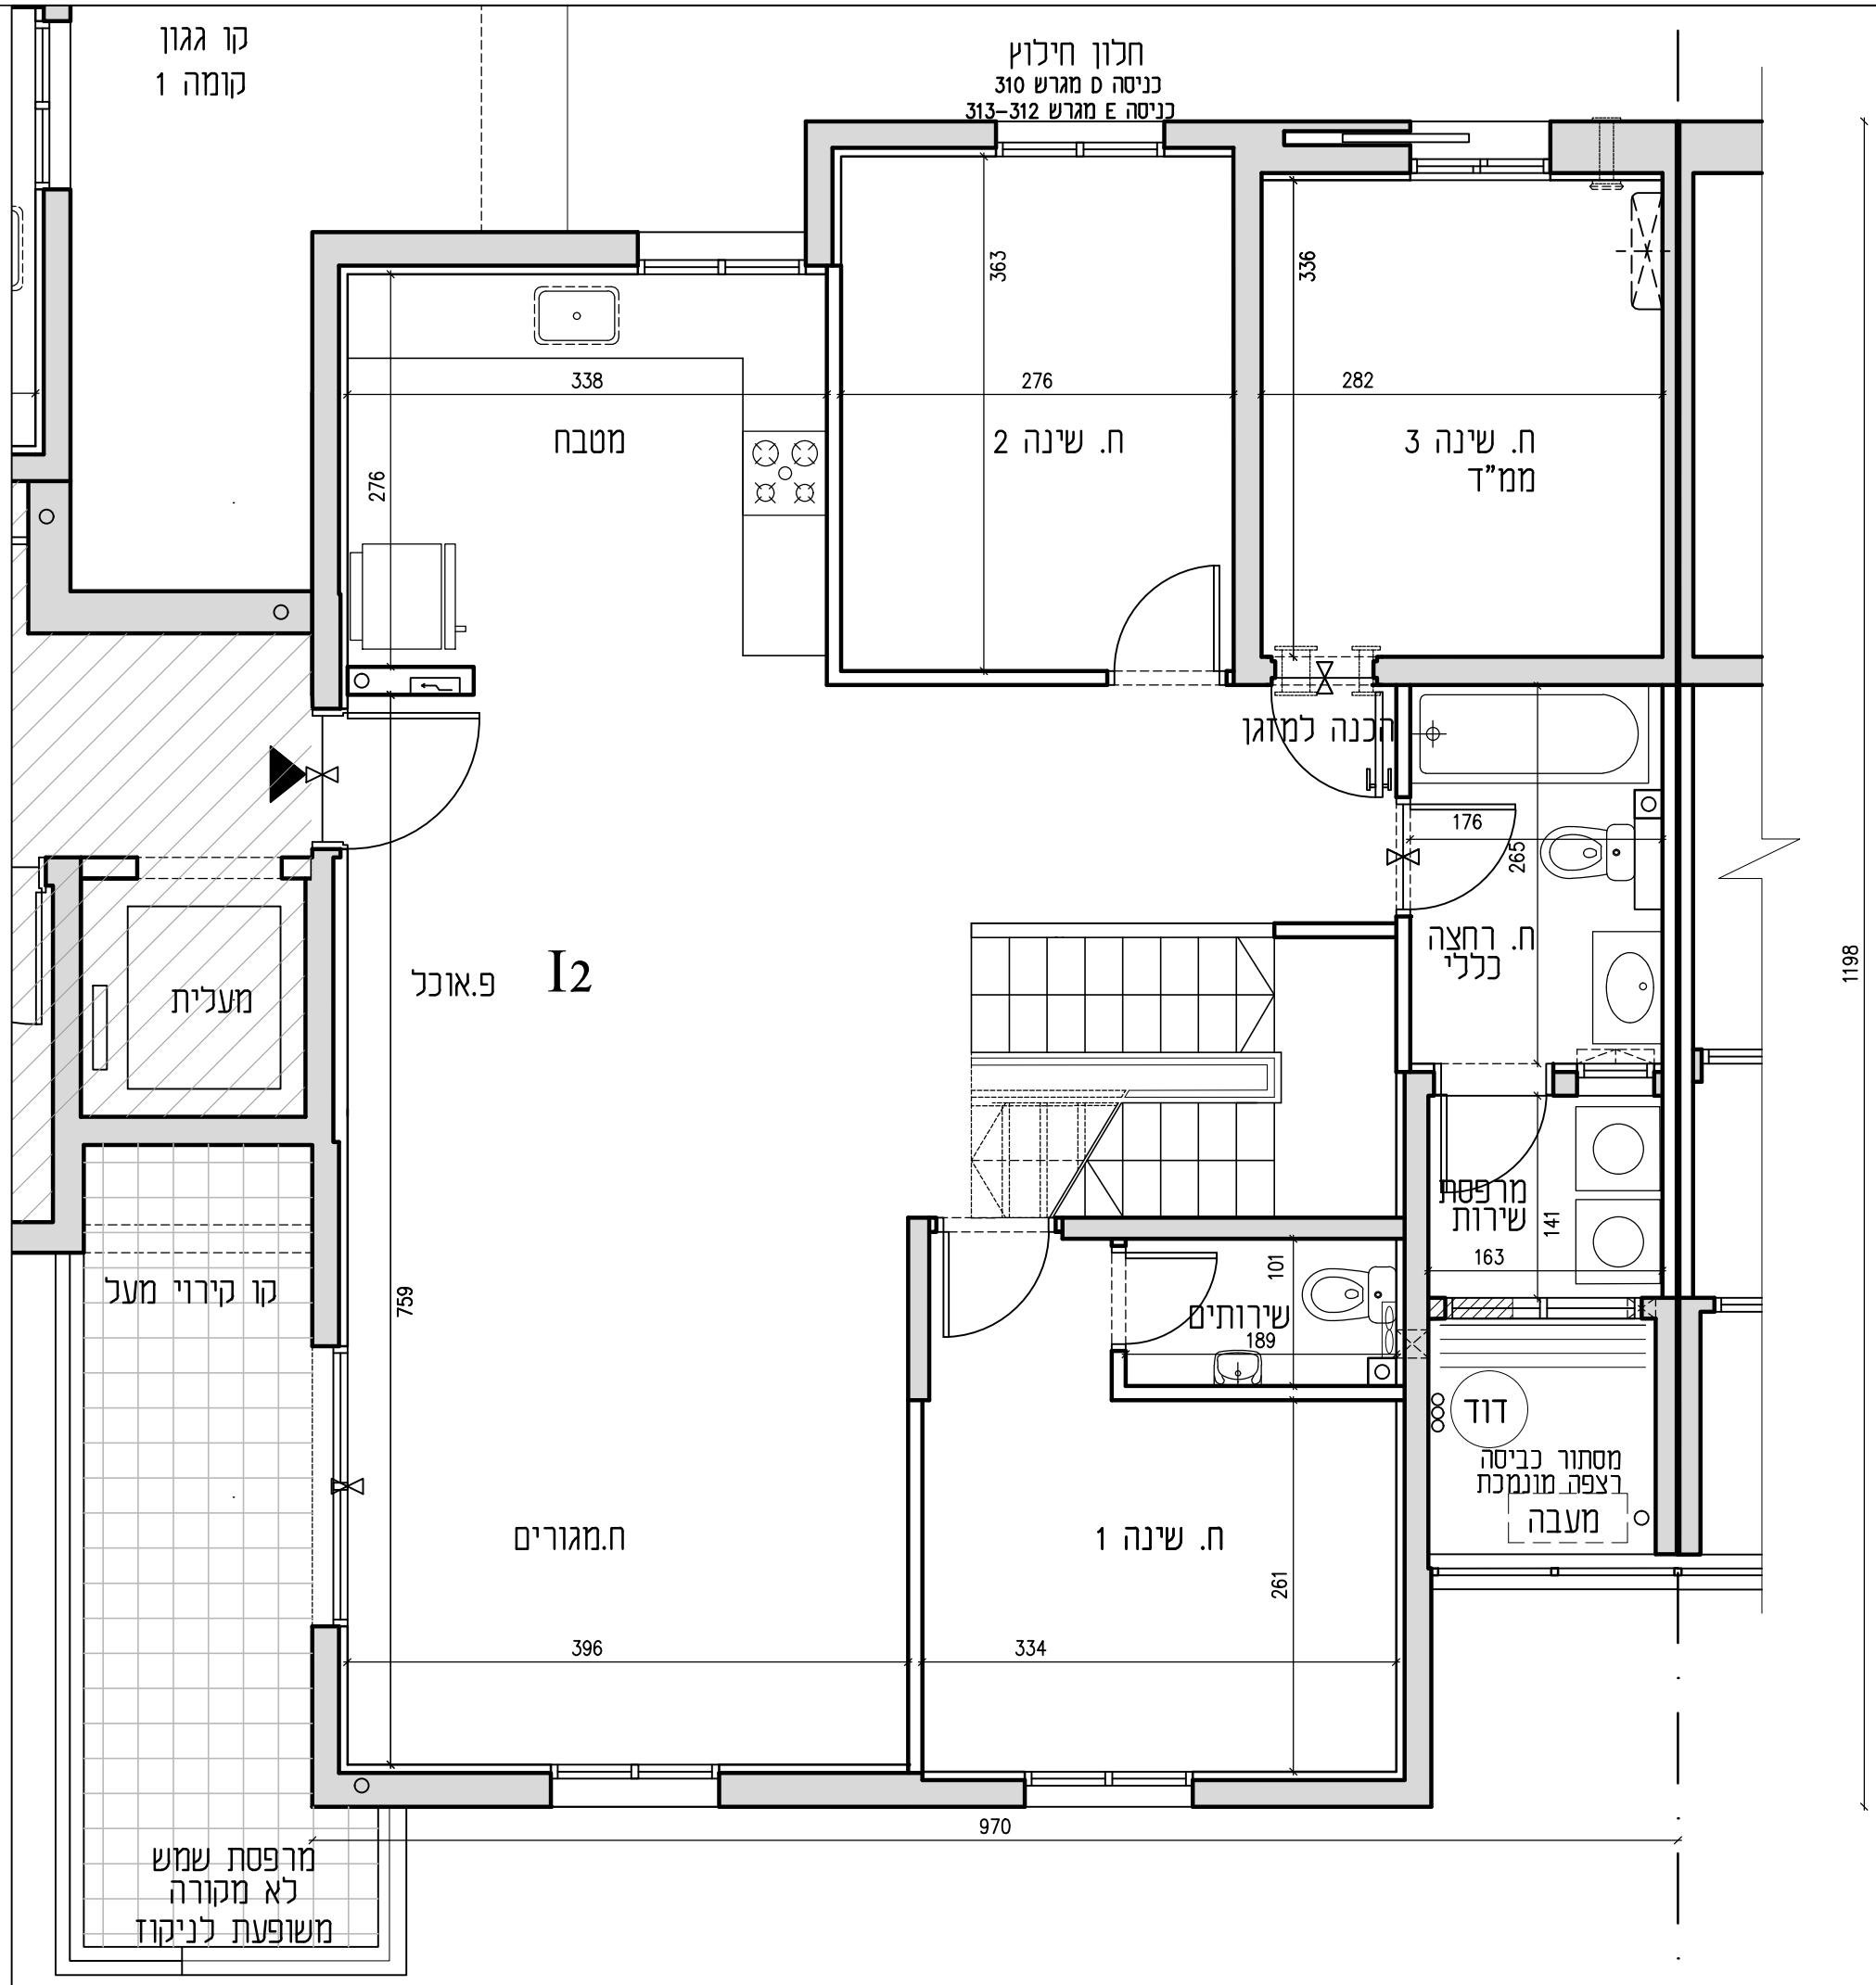 קו גגון
קומה 1
חלון חילוץ
כניסה D מגרש 310
כניסה E מגרש 313-312
363
336
338
276
282
מטבח
ח. שינה 2
ח. שינה 3
ממ"ד
276
הכנה למזגן
176
265
ח. רחצה
כללי
1198
פ.אוכל
I2
מעלית
מרפסת
שירות
141
163
קו קירוי מעל
759
101
שירותים
189
דוד
מסתור כביסה
רצפה מונמכת
מעבה
ח.מגורים
ח. שינה 1
261
396
334
970
מרפסת שמש
לא מקורה
משופעת לניקוז